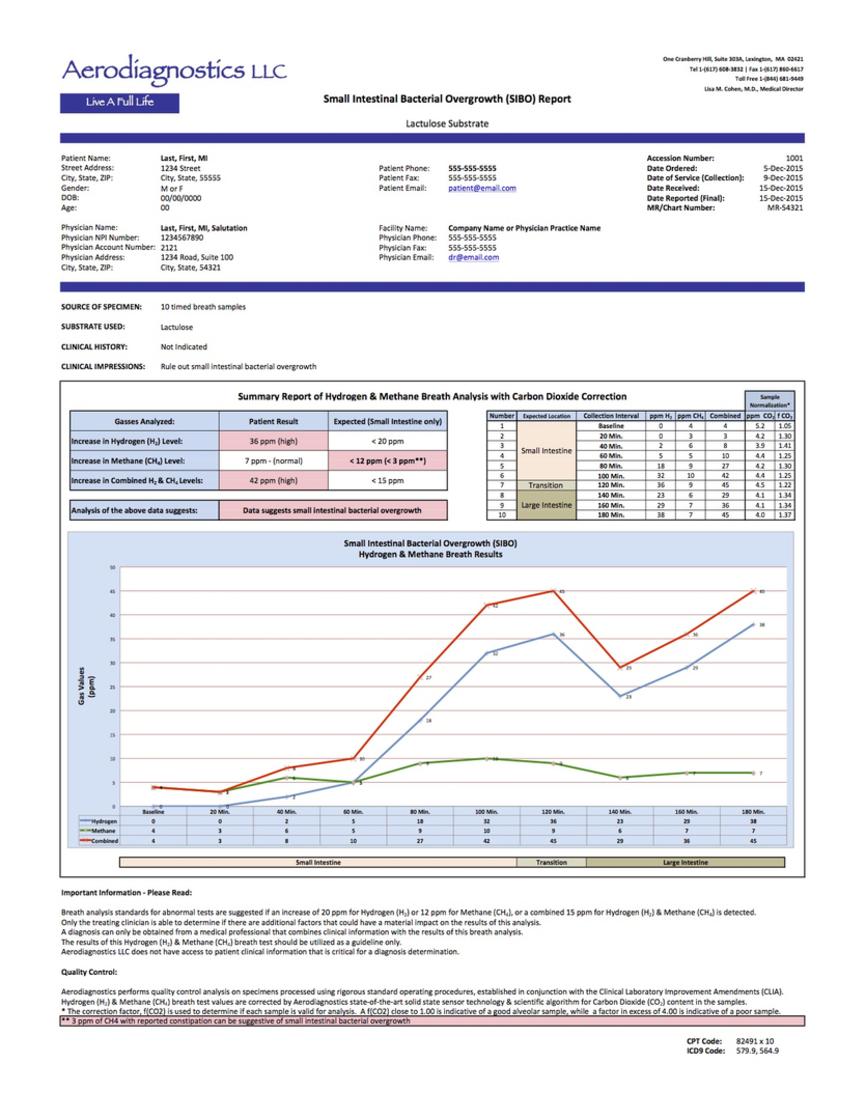 Aerodiagnostics LLC
Live A Full Life
One Cranberry Hill, Suite 303A, Lexington, MA 02421
Tel 1-(617) 608-3832 | Fax 1-(617) 860-6617
Toll Free 1-(844) 681-9449
Lisa M. Cohen, M.D., Medical Director
Small Intestinal Bacterial Overgrowth (SIBO) Report
Lactulose Substrate
Patient Name: Last, First, MI
Street Address: 1234 Street
City, State, ZIP: City, State, 55555
Gender: M or F
DOB: 00/00/0000
Age: 00
Patient Phone: 555-555-5555
Patient Fax: 555-555-5555
Patient Email: patient@email.com
Accession Number: 1001
Date Ordered: 5-Dec-2015
Date of Service (Collection): 9-Dec-2015
Date Received: 15-Dec-2015
Date Reported (Final): 15-Dec-2015
MR/Chart Number: MR-54321
Physician Name: Last, First, MI, Salutation
Physician NPI Number: 1234567890
Physician Account Number: 2121
Physician Address: 1234 Road, Suite 100
City, State, ZIP: City, State, 54321
Facility Name: Company Name or Physician Practice Name
Physician Phone: 555-555-5555
Physician Fax: 555-555-5555
Physician Email: dr@email.com
SOURCE OF SPECIMEN: 10 timed breath samples
SUBSTRATE USED: Lactulose
CLINICAL HISTORY: Not Indicated
CLINICAL IMPRESSIONS: Rule out small intestinal bacterial overgrowth
Summary Report of Hydrogen & Methane Breath Analysis with Carbon Dioxide Correction
Gasses Analyzed: Patient Result Expected (Small Intestine only)
Increase in Hydrogen (H₂) Level: 36 ppm (high) < 20 ppm
Increase in Methane (CH₄) Level: 7 ppm - (normal) < 12 ppm (< 3 ppm**)
Increase in Combined H₂ & CH₄ Levels: 42 ppm (high) < 15 ppm
Analysis of the above data suggests: Data suggests small intestinal bacterial overgrowth
Sample Normalization*
Number Expected Location Collection Interval ppm H₂ ppm CH₄ Combined ppm CO₂ f CO₂
1 Baseline 0 4 4 5.2 1.05
2 20 Min. 0 3 3 4.2 1.30
3 40 Min. 2 6 8 3.9 1.41
4 Small Intestine 60 Min. 5 5 10 4.4 1.25
5 80 Min. 18 9 27 4.2 1.30
6 100 Min. 32 10 42 4.4 1.25
7 Transition 120 Min. 36 9 45 4.5 1.22
8 140 Min. 23 6 29 4.1 1.34
9 Large Intestine 160 Min. 29 7 36 4.1 1.34
10 180 Min. 38 7 45 4.0 1.37
Small Intestinal Bacterial Overgrowth (SIBO)
Hydrogen & Methane Breath Results
Gas Values
(ppm)
50
45
40
35
30
25
20
15
10
5
0
Baseline 20 Min. 40 Min. 60 Min. 80 Min. 100 Min. 120 Min. 140 Min. 160 Min. 180 Min.
Hydrogen 0 0 2 5 18 32 36 23 29 38
Methane 4 3 6 5 9 10 9 6 7 7
Combined 4 3 8 10 27 42 45 29 36 45
Small Intestine Transition Large Intestine
Important Information - Please Read:
Breath analysis standards for abnormal tests are suggested if an increase of 20 ppm for Hydrogen (H₂) or 12 ppm for Methane (CH₄), or a combined 15 ppm for Hydrogen (H₂) & Methane (CH₄) is detected.
Only the treating clinician is able to determine if there are additional factors that could have a material impact on the results of this analysis.
A diagnosis can only be obtained from a medical professional that combines clinical information with the results of this breath analysis.
The results of this Hydrogen (H₂) & Methane (CH₄) breath test should be utilized as a guideline only.
Aerodiagnostics LLC does not have access to patient clinical information that is critical for a diagnosis determination.
Quality Control:
Aerodiagnostics performs quality control analysis on specimens processed using rigorous standard operating procedures, established in conjunction with the Clinical Laboratory Improvement Amendments (CLIA).
Hydrogen (H₂) & Methane (CH₄) breath test values are corrected by Aerodiagnostics state-of-the-art solid state sensor technology & scientific algorithm for Carbon Dioxide (CO₂) content in the samples.
* The correction factor, f(CO2) is used to determine if each sample is valid for analysis. A f(CO2) close to 1.00 is indicative of a good alveolar sample, while a factor in excess of 4.00 is indicative of a poor sample.
** 3 ppm of CH4 with reported constipation can be suggestive of small intestinal bacterial overgrowth
CPT Code: 82491 x 10
ICD9 Code: 579.9, 564.9